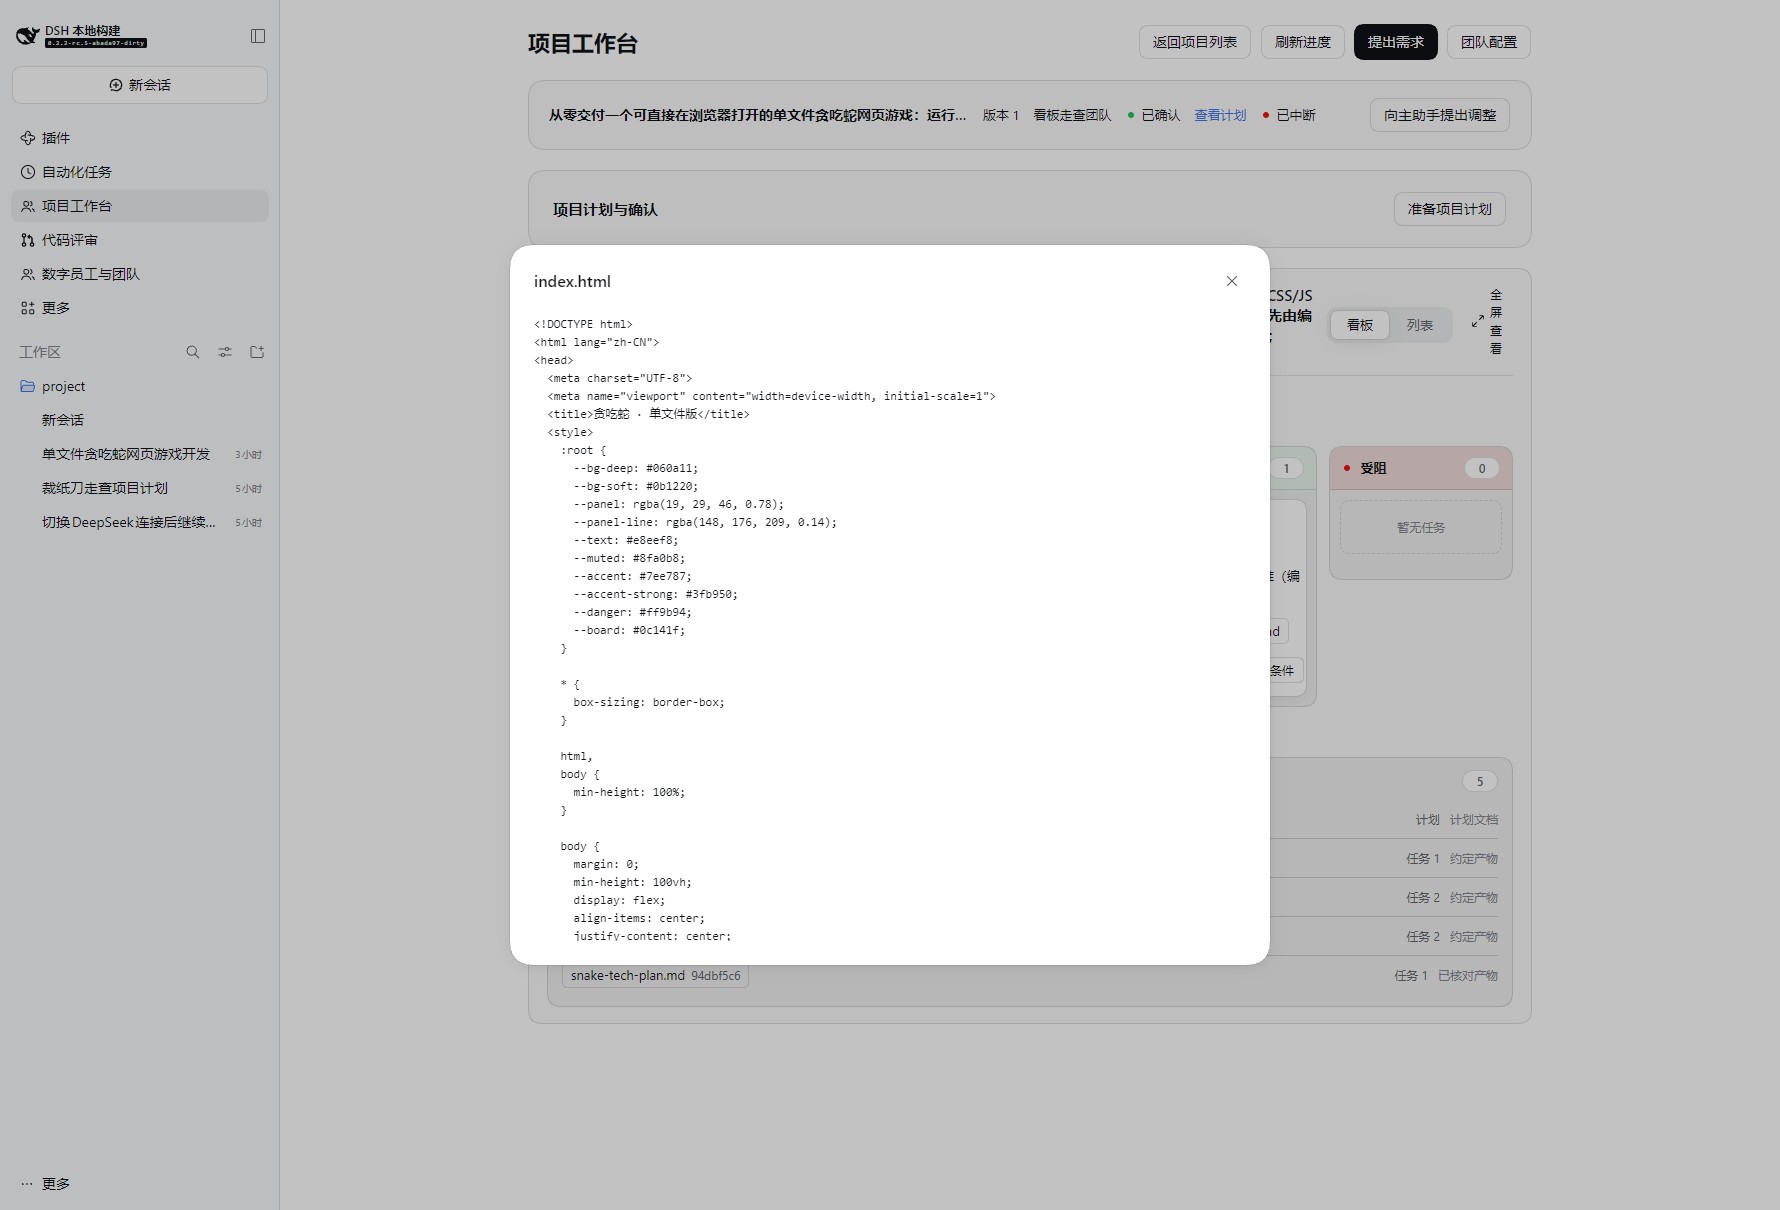 DSH 本地构建
0.3.3-rc.5-abada97-dirty
新会话
插件
自动化任务
项目工作台
代码评审
数字员工与团队
更多
工作区
project
新会话
单文件贪吃蛇网页游戏开发 3小时
裁纸刀走查项目计划 5小时
切换DeepSeek连接后继续... 5小时
更多
项目工作台
返回项目列表 刷新进度 提出需求 团队配置
从零交付一个可直接在浏览器打开的单文件贪吃蛇网页游戏：运行... 版本 1 看板走查团队 已确认 查看计划 已中断 向主助手提出调整
项目计划与确认 准备项目计划
CSS/JS
先由编
看板 列表
全屏查看
1
受阻 0
暂无任务
（编
条件
5
计划 计划文档
任务 1 约定产物
任务 2 约定产物
任务 2 约定产物
snake-tech-plan.md 94dbf5c6 任务 1 已核对产物
index.html
<!DOCTYPE html>
<html lang="zh-CN">
<head>
<meta charset="UTF-8">
<meta name="viewport" content="width=device-width, initial-scale=1">
<title>贪吃蛇 · 单文件版</title>
<style>
:root {
--bg-deep: #060a11;
--bg-soft: #0b1220;
--panel: rgba(19, 29, 46, 0.78);
--panel-line: rgba(148, 176, 209, 0.14);
--text: #e8eef8;
--muted: #8fa0b8;
--accent: #7ee787;
--accent-strong: #3fb950;
--danger: #ff9b94;
--board: #0c141f;
}
* {
box-sizing: border-box;
}
html,
body {
min-height: 100%;
}
body {
margin: 0;
min-height: 100vh;
display: flex;
align-items: center;
justify-content: center;